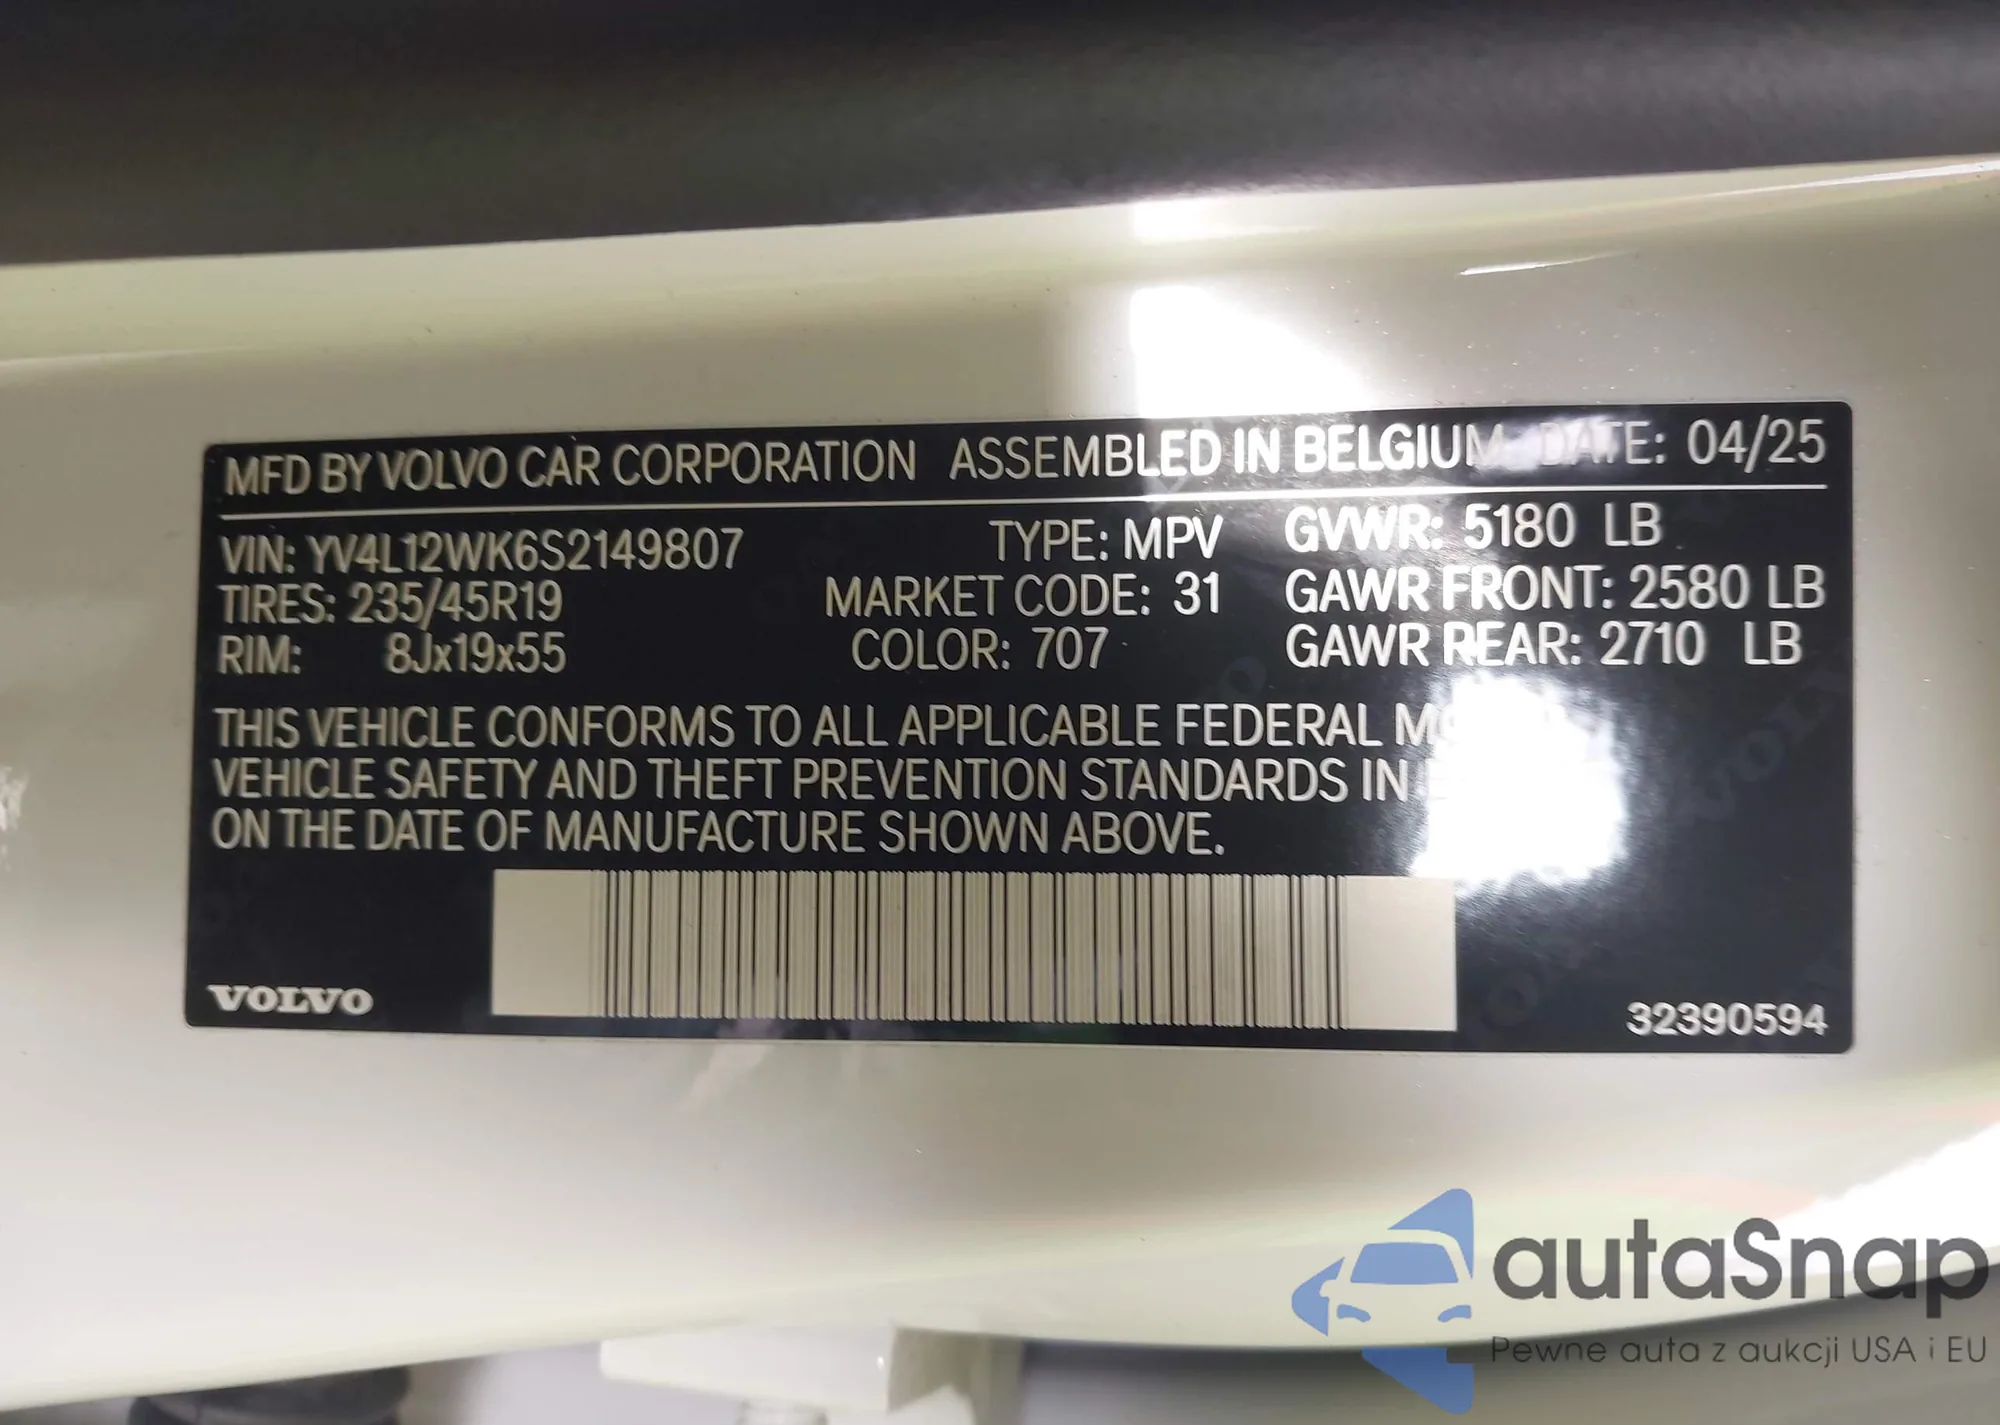 MFD BY VOLVO CAR CORPORATION ASSEMBLED IN BELGIUM DATE: 04/25
VIN: YV4L12WK6S2149807 TYPE: MPV GVWR: 5180 LB
TIRES: 235/45R19 MARKET CODE: 31 GAWR FRONT: 2580 LB
RIM: 8Jx19x55 COLOR: 707 GAWR REAR: 2710 LB
THIS VEHICLE CONFORMS TO ALL APPLICABLE FEDERAL
VEHICLE SAFETY AND THEFT PREVENTION STANDARDS IN
ON THE DATE OF MANUFACTURE SHOWN ABOVE.
VOLVO
32390594
autaSnap
Pewne auta z aukcji USA i EU